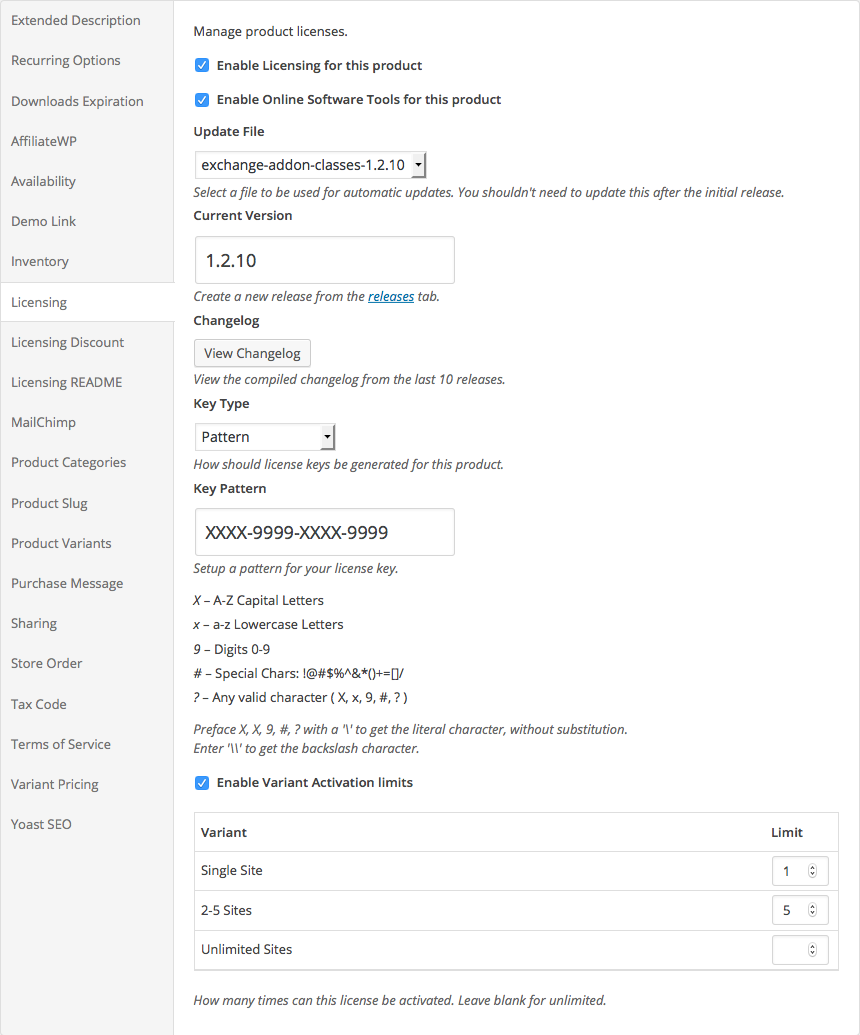 Extended Description
Recurring Options
Downloads Expiration
AffiliateWP
Availability
Demo Link
Inventory
Licensing
Licensing Discount
Licensing README
MailChimp
Product Categories
Product Slug
Product Variants
Purchase Message
Sharing
Store Order
Tax Code
Terms of Service
Variant Pricing
Yoast SEO
Manage product licenses.
Enable Licensing for this product
Enable Online Software Tools for this product
Update File
exchange-addon-classes-1.2.10
Select a file to be used for automatic updates. You shouldn't need to update this after the initial release.
Current Version
1.2.10
Create a new release from the releases tab.
Changelog
View Changelog
View the compiled changelog from the last 10 releases.
Key Type
Pattern
How should license keys be generated for this product.
Key Pattern
XXXX-9999-XXXX-9999
Setup a pattern for your license key.
X – A-Z Capital Letters
x – a-z Lowercase Letters
9 – Digits 0-9
# – Special Chars: !@#$%^&*()+=[]/
? – Any valid character ( X, x, 9, #, ? )
Preface X, X, 9, #, ? with a '\' to get the literal character, without substitution.
Enter '\\' to get the backslash character.
Enable Variant Activation limits
Variant Limit
Single Site 1
2-5 Sites 5
Unlimited Sites
How many times can this license be activated. Leave blank for unlimited.